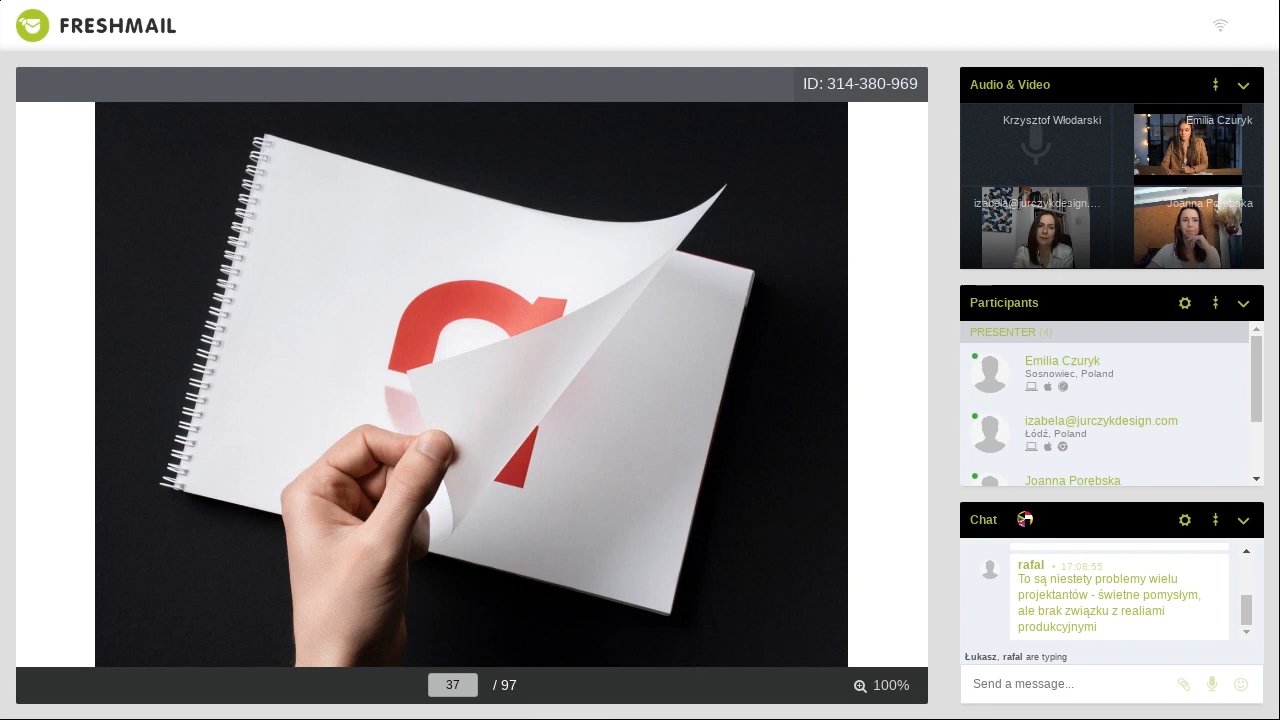 FRESHMAIL
ID: 314-380-969
37 / 97
100%
Audio & Video
Krzysztof Włodarski
Emilia Czuryk
izabela@jurczykdesign....
Joanna Porębska
Participants
PRESENTER (4)
Emilia Czuryk
Sosnowiec, Poland
izabela@jurczykdesign.com
Łódź, Poland
Joanna Porębska
Chat
rafal • 17:08:55
To są niestety problemy wielu
projektantów - świetne pomysłym,
ale brak związku z realiami
produkcyjnymi
Łukasz, rafal are typing
Send a message...